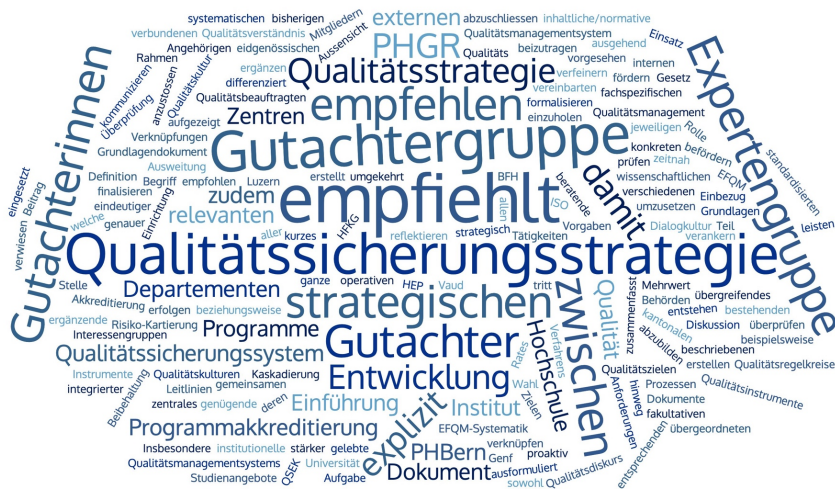 systematischen bisherigen
externen abzuschliessen inhaltliche/normative
verbundenen Qualitätsverständnis Mitgliedern
PHGR Qualitätsmanagementsystem
Angehörigen eidgenössischen Aussensicht
Qualitäts beizutragen ausgehend Einsatz
Rahmen ergänzen
vorgesehen internen
kommunizieren
anzustossen
Qualitätskultur
Überprüfung
differenziert Qualitätsstrategie verfeinern
fördern Gesetz
vereinbarten fachspezifischen
Qualitätsbeauftragten empfehlen formalisieren
Zentren einzuholen Qualitätsmanagement
aufgezeigt
jeweiligen Rolle
Verknüpfungen Gutachtergruppe konkreten befördern
Grundlagendokument prüfen zeitnah EFQM standardisierten
Gutachterinnen
Expertengruppe
Ausweitung
Definition Begriff empfohlen Luzern erstellt umgekehrt BFH beratende damit wissenschaftlichen
eingesetzt
Beitrag
verwiesen
welche
finalisieren zudem empfiehlt allen ISO verschiedenen Einbezug
eindeutiger umzusetzen Grundlagen
genauer Einrichtung relevanten Vorgaben Dialogkultur Teil leisten
aller kurzes HFKG reflektieren strategisch Tätigkeiten verankern
Qualitätssicherungsstrategie
Stelle Departementen ganze operativen HEP Vaud tritt zwischen Qualität zusammenfasst Mehrwert
Akkreditierung Behörden übergreifendes
erfolgen beziehungsweise strategischen entstehen bestehenden
ergänzende Risiko-Kartierung kantonalen Diskussion überprüfen
Interessengruppen Programme Gutachter Rates Hochschule Verfahrens abzubilden beispielsweise
beschriebenen
Qualitätssicherungssystem erstellen Qualitätsregelkreise
Instrumente Qualitätskulturen Kaskadierung Entwicklung Wahl Qualitätszielen
integrierter Beibehaltung Leitlinien gemeinsamen Zielen Anforderungen hinweg Prozessen Qualitätsinstrumente
zentrales genügende deren Einführung explizit Institut Dokumente
fakultativen
Programmakkreditierung EFQM-Systematik entsprechenden übergeordneten
Insbesondere institutionelle stärker gelebte PHBern verknüpfen
Genf proaktiv
Qualitätsmanagementsystems QSEK Universität Dokument ausformuliert Qualitätsdiskurs
Studienangebote Aufgabe sowohl